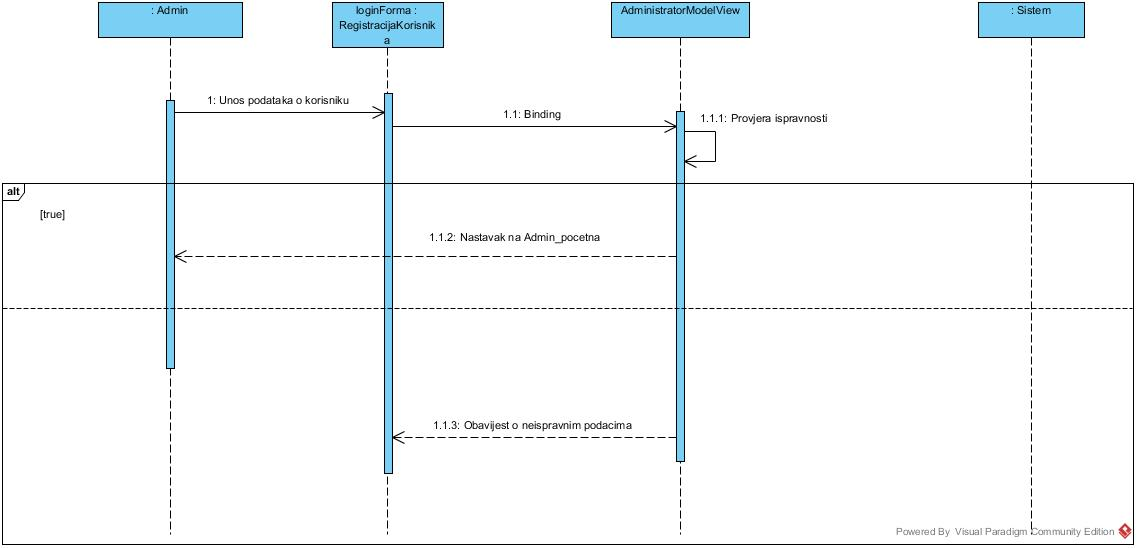 : Admin
loginForma :
RegistracijaKorisnik
a
AdministratorModelView
: Sistem
1: Unos podataka o korisniku
1.1: Binding
1.1.1: Provjera ispravnosti
alt
[true]
1.1.2: Nastavak na Admin_pocetna
1.1.3: Obavijest o neispravnim podacima
Powered By Visual Paradigm Community Edition